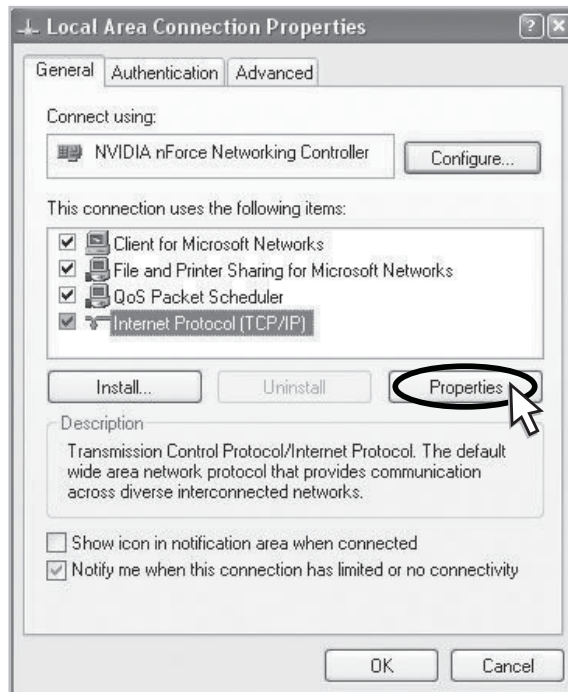 Local Area Connection Properties
General Authentication Advanced
Connect using:
NVIDIA nForce Networking Controller Configure...
This connection uses the following items:
Client for Microsoft Networks
File and Printer Sharing for Microsoft Networks
QoS Packet Scheduler
Internet Protocol (TCP/IP)
Install... Uninstall Properties
Description
Transmission Control Protocol/Internet Protocol. The default
wide area network protocol that provides communication
across diverse interconnected networks.
Show icon in notification area when connected
Notify me when this connection has limited or no connectivity
OK Cancel